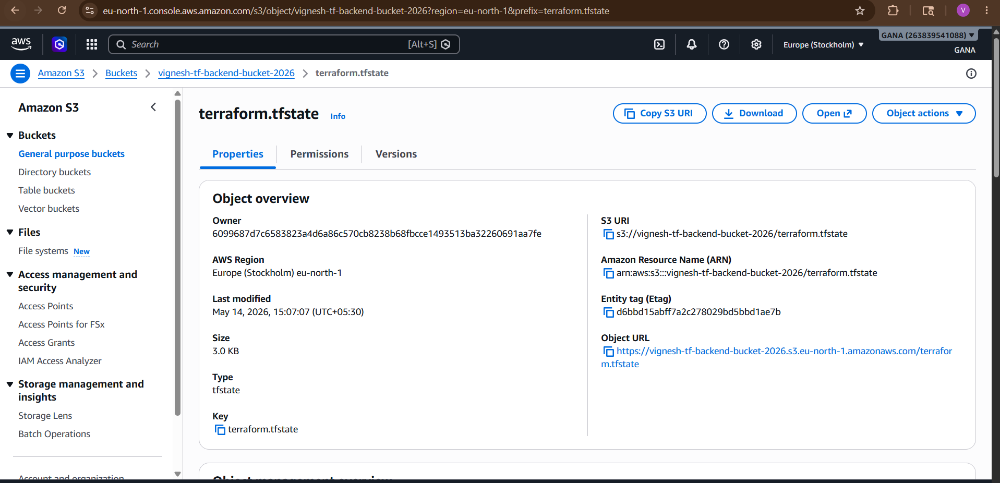 eu-north-1.console.aws.amazon.com/s3/object/vignesh-tf-backend-bucket-2026?region=eu-north-1&prefix=terraform.tfstate
V
aws
Search
[Alt+S]
Europe (Stockholm)
GANA (263839541088)
GANA
Amazon S3
Buckets
vignesh-tf-backend-bucket-2026
terraform.tfstate
Amazon S3
Buckets
General purpose buckets
Directory buckets
Table buckets
Vector buckets
Files
File systems New
Access management and
security
Access Points
Access Points for FSx
Access Grants
IAM Access Analyzer
Storage management and
insights
Storage Lens
Batch Operations
Account and organization
terraform.tfstate Info
Copy S3 URI
Download
Open
Object actions
Properties
Permissions
Versions
Object overview
Owner
6099687d7c6583823a4d6a86c570cb8238b68fbcce1493513ba32260691aa7fe
AWS Region
Europe (Stockholm) eu-north-1
Last modified
May 14, 2026, 15:07:07 (UTC+05:30)
Size
3.0 KB
Type
tfstate
Key
terraform.tfstate
S3 URI
s3://vignesh-tf-backend-bucket-2026/terraform.tfstate
Amazon Resource Name (ARN)
arn:aws:s3:::vignesh-tf-backend-bucket-2026/terraform.tfstate
Entity tag (Etag)
d6bbd15abff7a2c278029bd5bbd1ae7b
Object URL
https://vignesh-tf-backend-bucket-2026.s3.eu-north-1.amazonaws.com/terrafor
m.tfstate
Object management overview